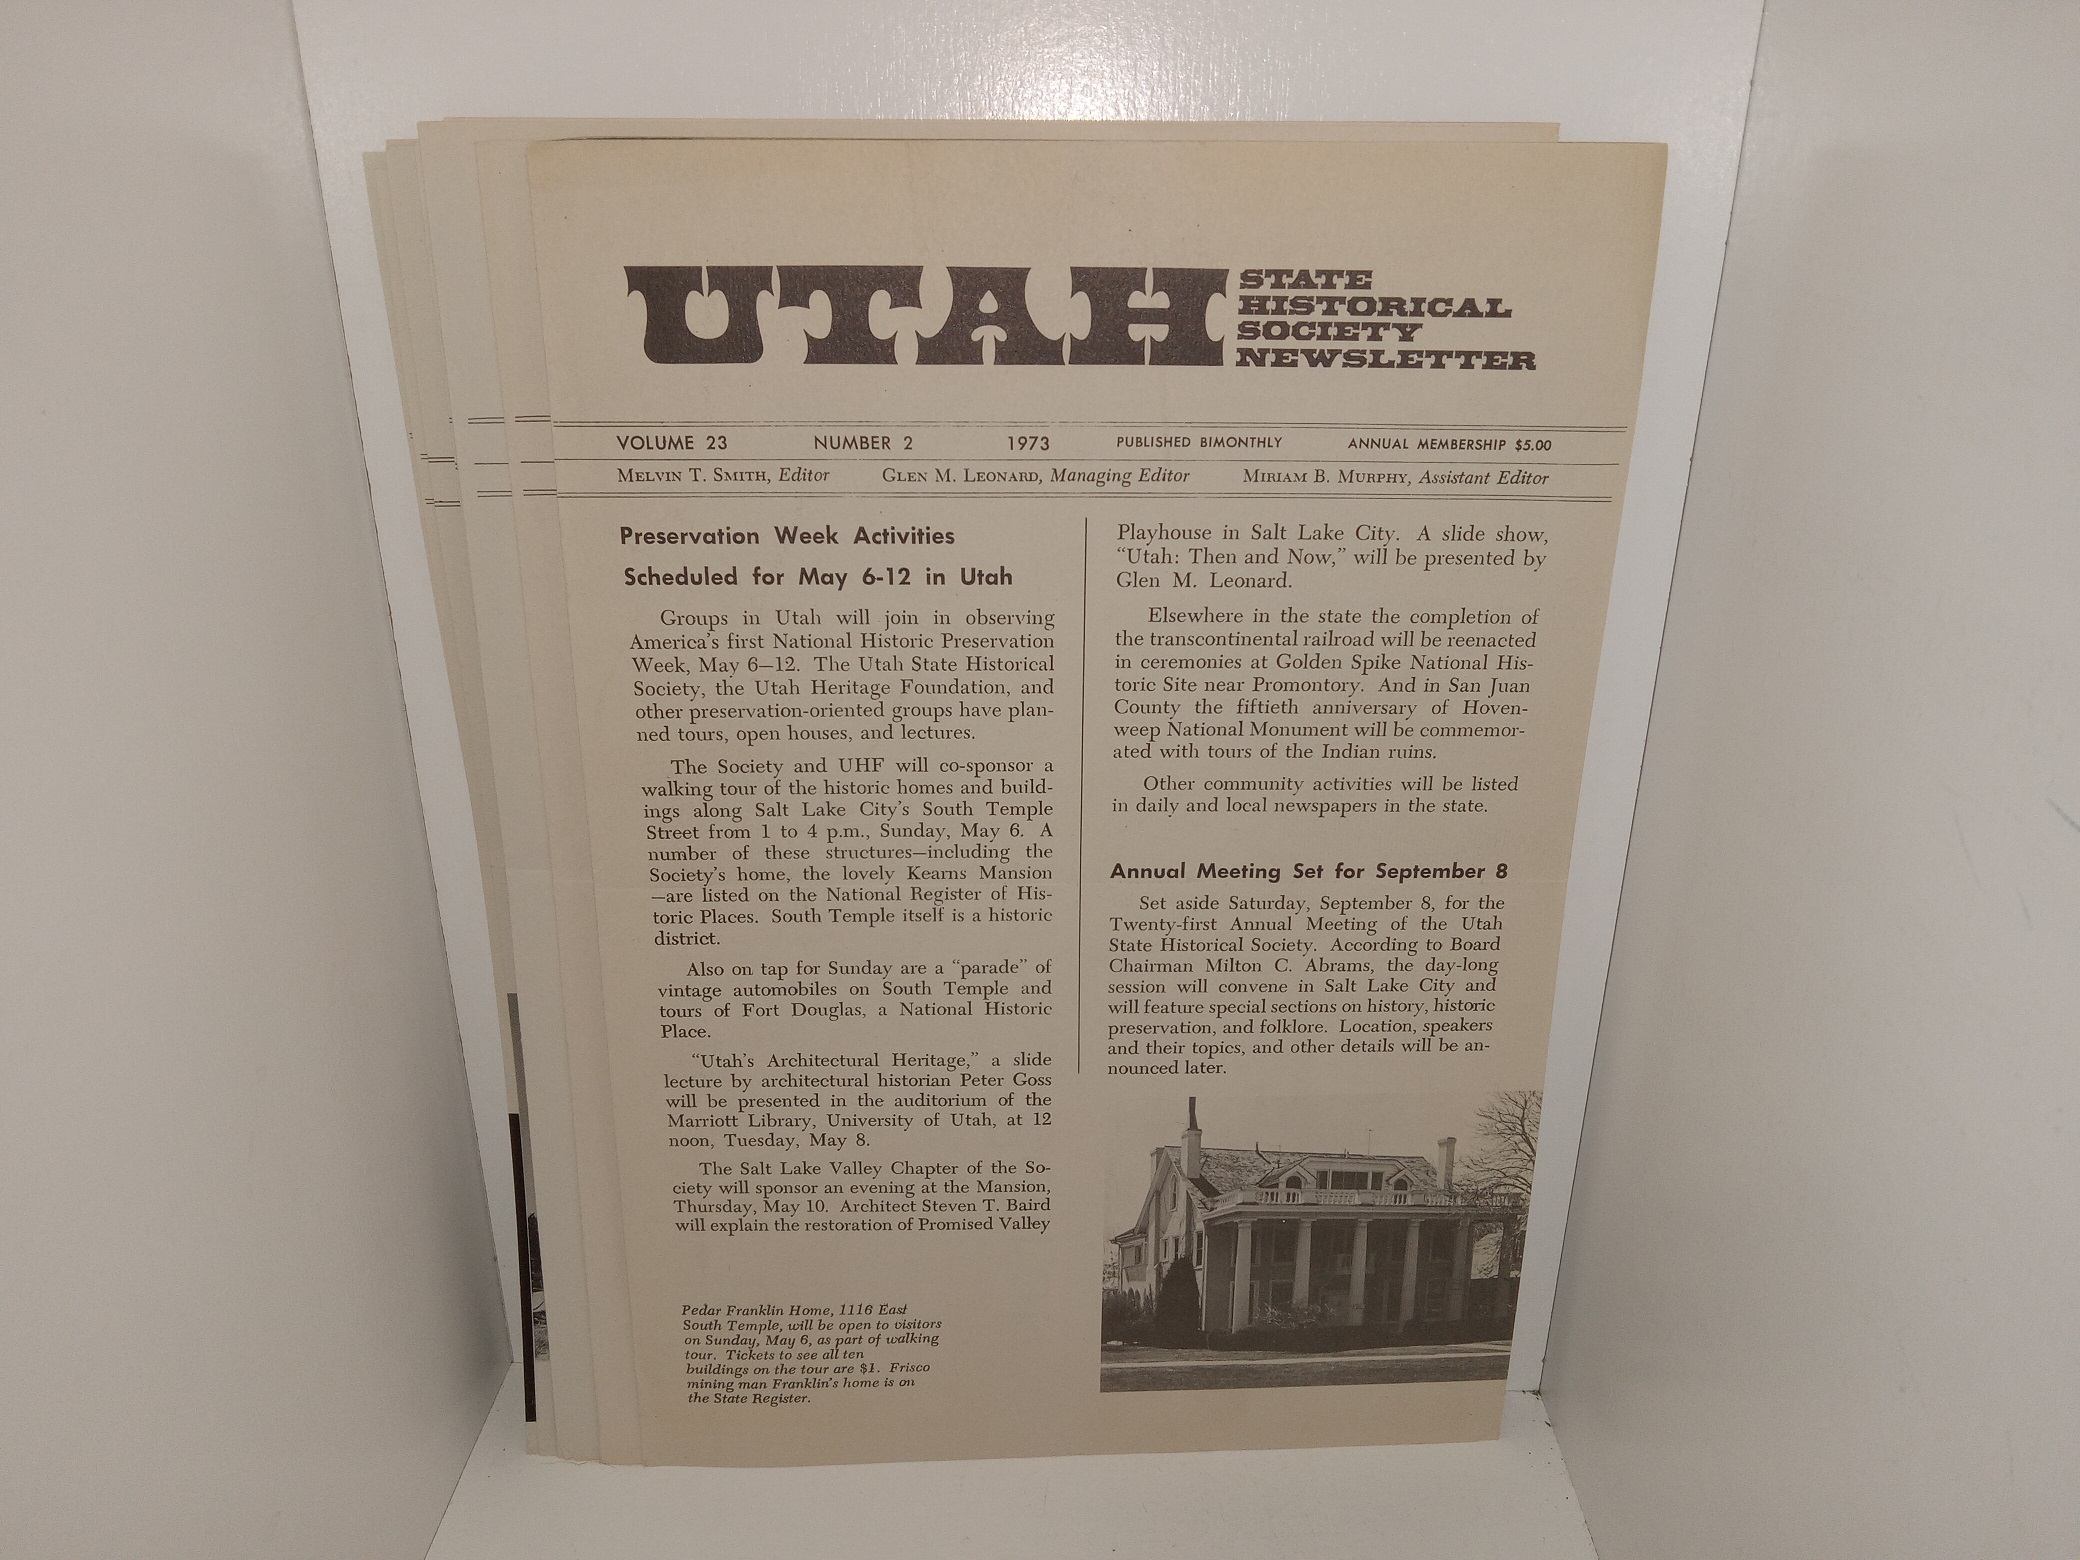 UTAH
STATE
HISTORICAL
SOCIETY
NEWSLETTER
VOLUME 23 NUMBER 2 1973 PUBLISHED BIMONTHLY ANNUAL MEMBERSHIP $5.00
MELVIN T. SMITH, Editor GLEN M. LEONARD, Managing Editor MIRIAM B. MURPHY, Assistant Editor
Preservation Week Activities
Scheduled for May 6-12 in Utah
Groups in Utah will join in observing
America's first National Historic Preservation
Week, May 6–12. The Utah State Historical
Society, the Utah Heritage Foundation, and
other preservation-oriented groups have plan-
ned tours, open houses, and lectures.
The Society and UHF will co-sponsor a
walking tour of the historic homes and build-
ings along Salt Lake City's South Temple
Street from 1 to 4 p.m., Sunday, May 6. A
number of these structures—including the
Society's home, the lovely Kearns Mansion
—are listed on the National Register of His-
toric Places. South Temple itself is a historic
district.
Also on tap for Sunday are a "parade" of
vintage automobiles on South Temple and
tours of Fort Douglas, a National Historic
Place.
"Utah's Architectural Heritage," a slide
lecture by architectural historian Peter Goss
will be presented in the auditorium of the
Marriott Library, University of Utah, at 12
noon, Tuesday, May 8.
The Salt Lake Valley Chapter of the So-
ciety will sponsor an evening at the Mansion,
Thursday, May 10. Architect Steven T. Baird
will explain the restoration of Promised Valley
Playhouse in Salt Lake City. A slide show,
"Utah: Then and Now," will be presented by
Glen M. Leonard.
Elsewhere in the state the completion of
the transcontinental railroad will be reenacted
in ceremonies at Golden Spike National His-
toric Site near Promontory. And in San Juan
County the fiftieth anniversary of Hoven-
weep National Monument will be commemor-
ated with tours of the Indian ruins.
Other community activities will be listed
in daily and local newspapers in the state.
Annual Meeting Set for September 8
Set aside Saturday, September 8, for the
Twenty-first Annual Meeting of the Utah
State Historical Society. According to Board
Chairman Milton C. Abrams, the day-long
session will convene in Salt Lake City and
will feature special sections on history, historic
preservation, and folklore. Location, speakers
and their topics, and other details will be an-
nounced later.
Pedar Franklin Home, 1116 East
South Temple, will be open to visitors
on Sunday, May 6, as part of walking
tour. Tickets to see all ten
buildings on the tour are $1. Frisco
mining man Franklin's home is on
the State Register.